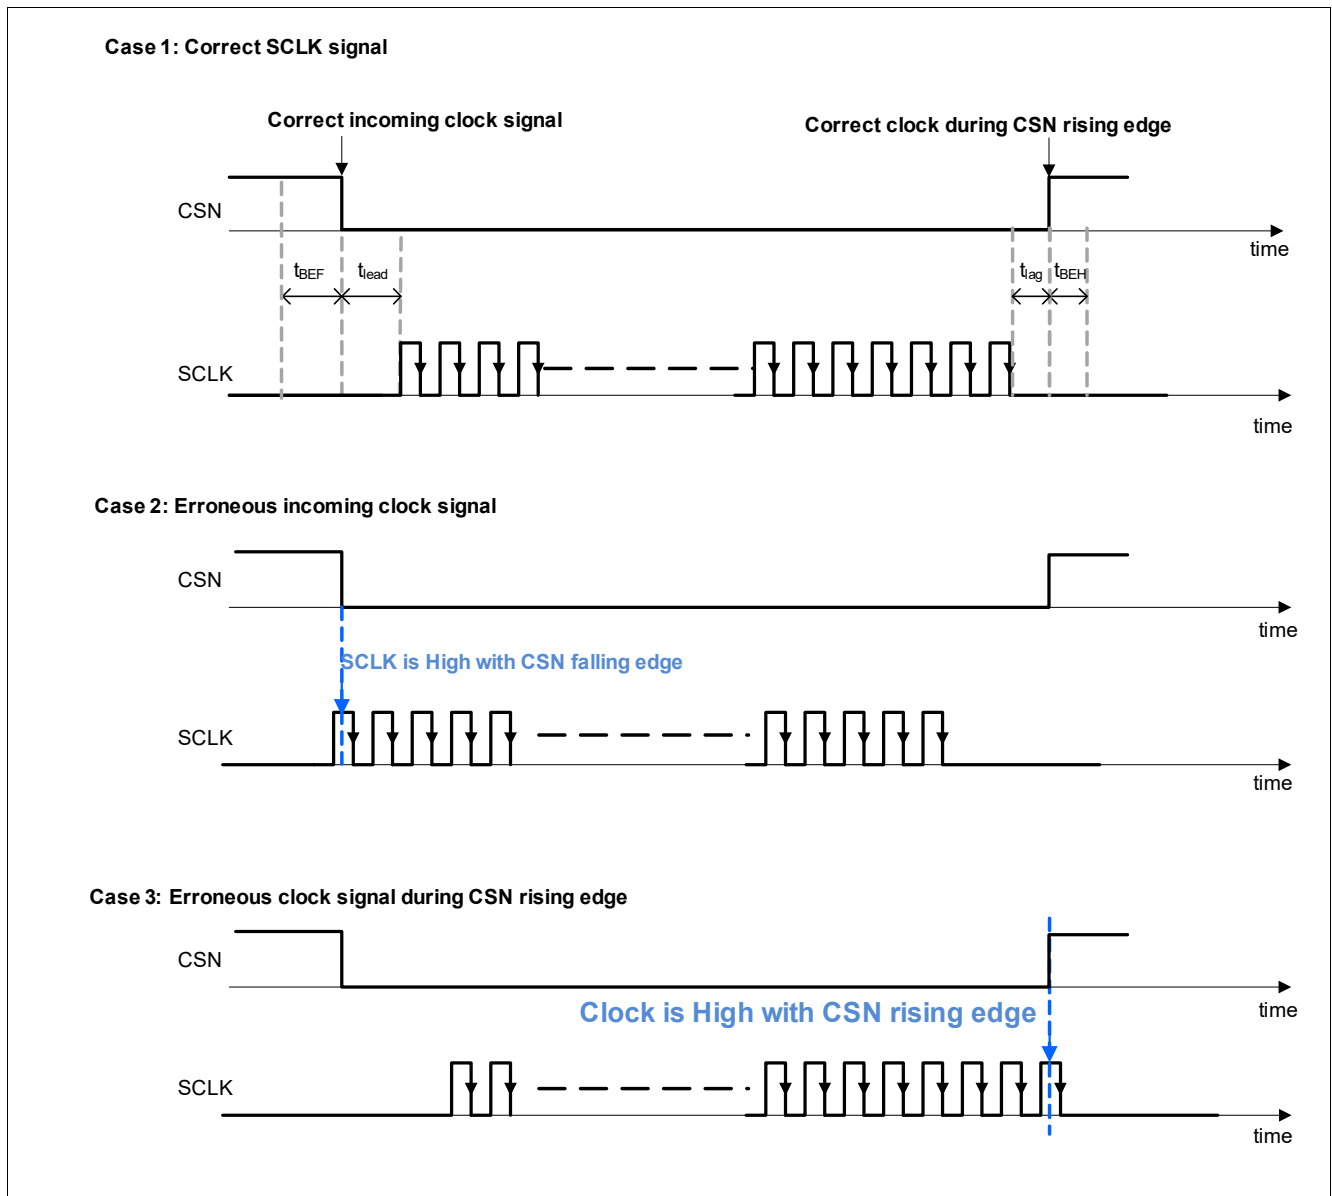 Case 1: Correct SCLK signal
Correct incoming clock signal
Correct clock during CSN rising edge
CSN
time
tBEF
tlead
tlag
tBEH
SCLK
time
Case 2: Erroneous incoming clock signal
CSN
time
SCLK is High with CSN falling edge
SCLK
time
Case 3: Erroneous clock signal during CSN rising edge
CSN
time
Clock is High with CSN rising edge
SCLK
time